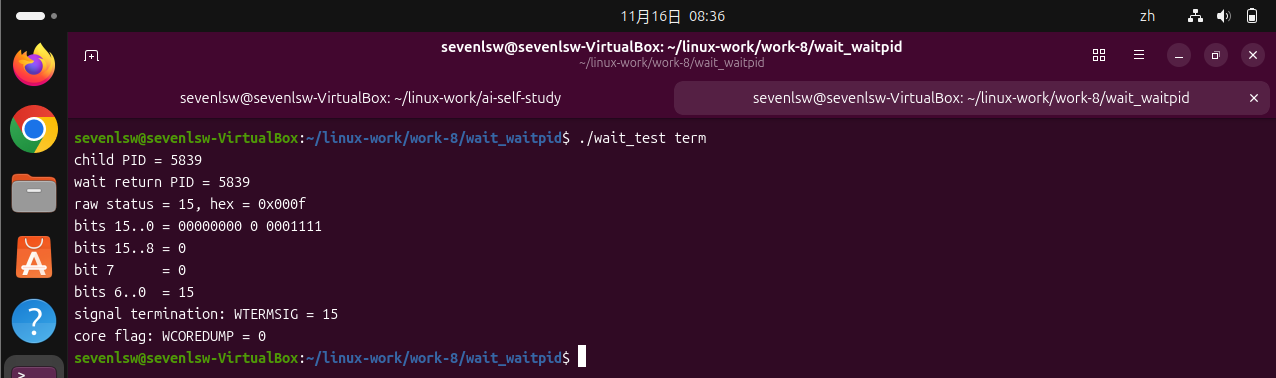 11月16日 08:36
zh
sevenlsw@sevenlsw-VirtualBox: ~/linux-work/work-8/wait_waitpid
~/linux-work/work-8/wait_waitpid
sevenlsw@sevenlsw-VirtualBox: ~/linux-work/ai-self-study
sevenlsw@sevenlsw-VirtualBox: ~/linux-work/work-8/wait_waitpid
sevenlsw@sevenlsw-VirtualBox:~/linux-work/work-8/wait_waitpid$ ./wait_test term
child PID = 5839
wait return PID = 5839
raw status = 15, hex = 0x000f
bits 15..0 = 00000000 0 0001111
bits 15..8 = 0
bit 7      = 0
bits 6..0  = 15
signal termination: WTERMSIG = 15
core flag: WCOREDUMP = 0
sevenlsw@sevenlsw-VirtualBox:~/linux-work/work-8/wait_waitpid$